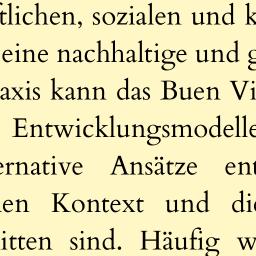 tlichen, sozialen und k
eine nachhaltige und g
axis kann das Buen Vi
Entwicklungsmodelle
ernative Ansätze ent
en Kontext und die
itten sind. Häufig w